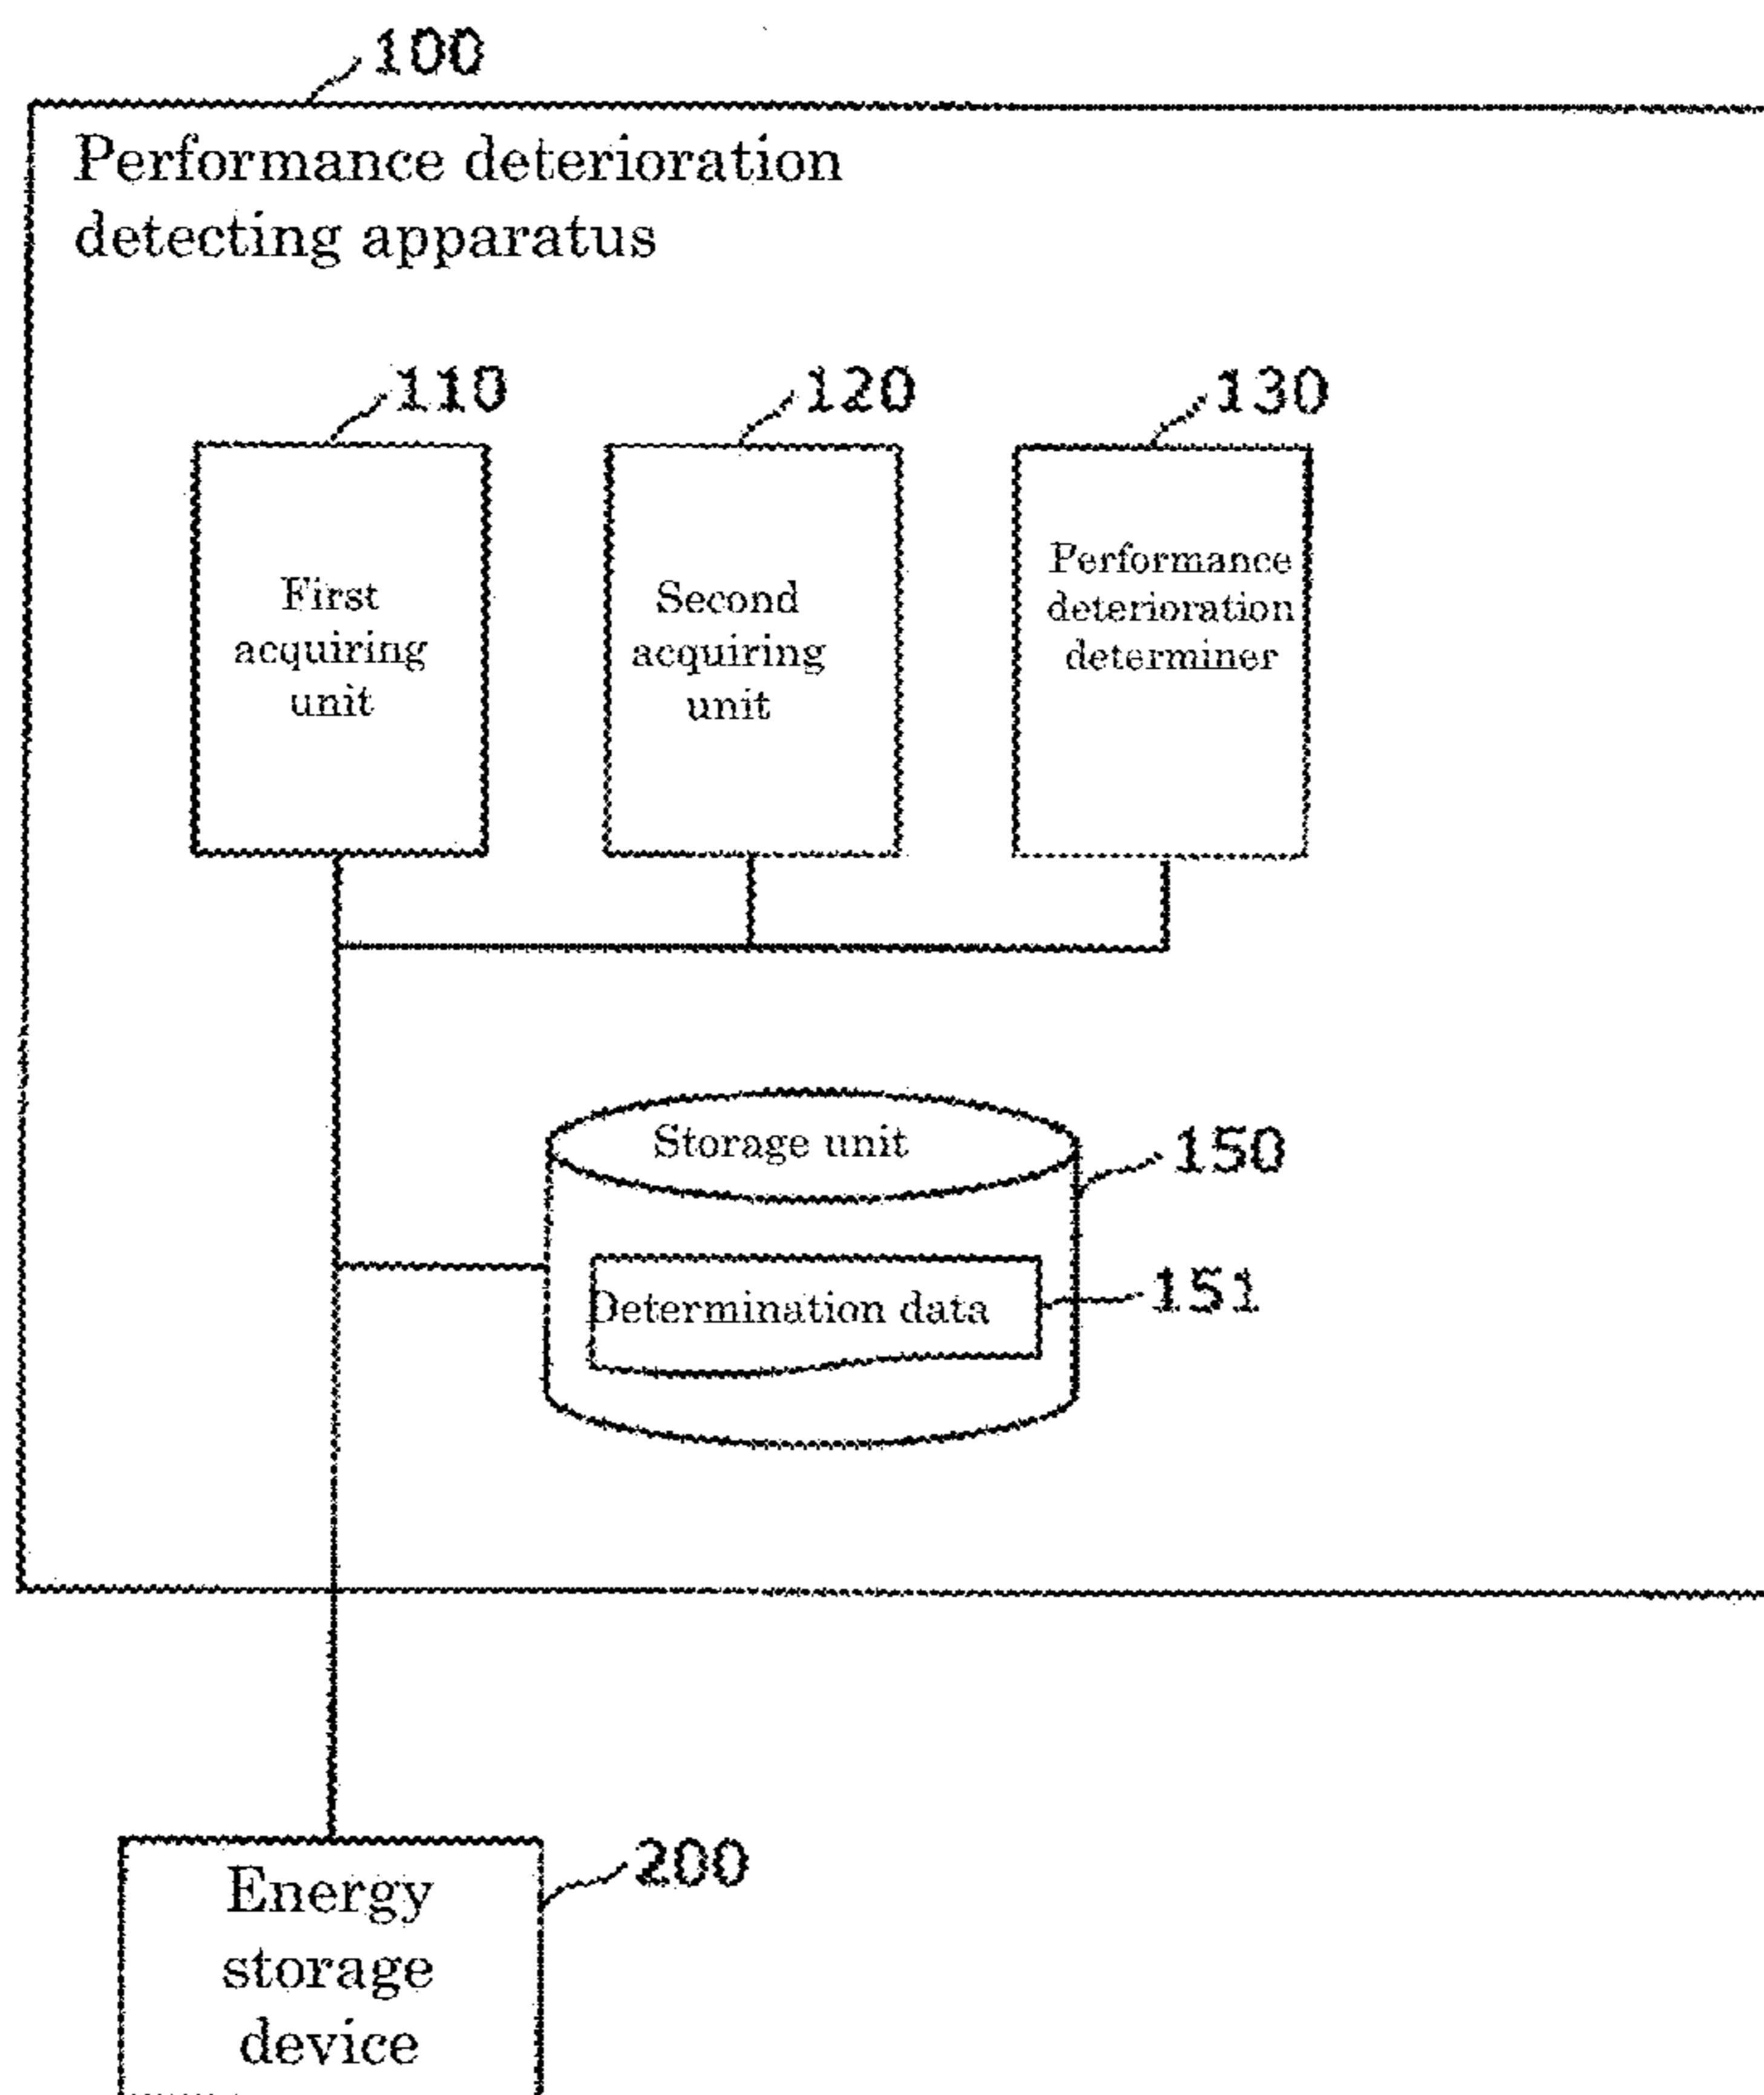 100
Performance deterioration
detecting apparatus
110
120
130
First
acquiring
unit
Second
acquiring
unit
Performance
deterioration
determiner
Storage unit
150
Determination data
151
200
Energy
storage
device